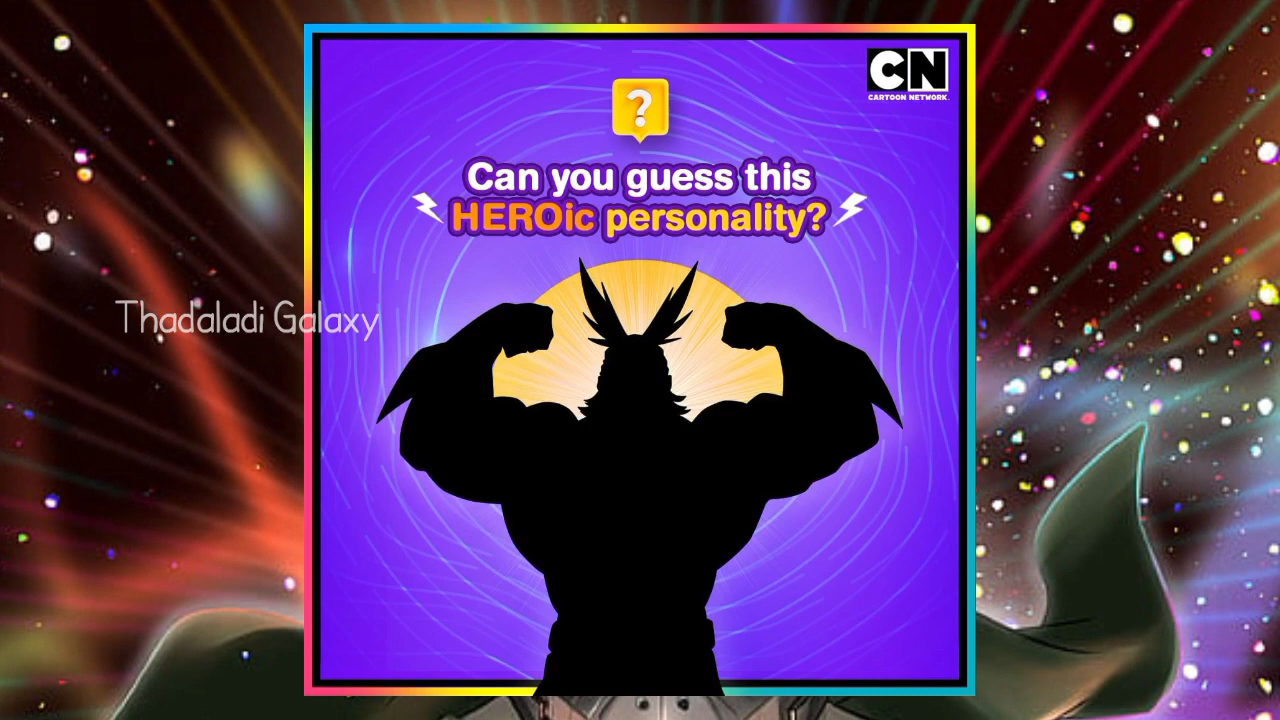 CN
CARTOON NETWORK.
?
Can you guess this
HEROic personality?
Thadaladi Galaxy